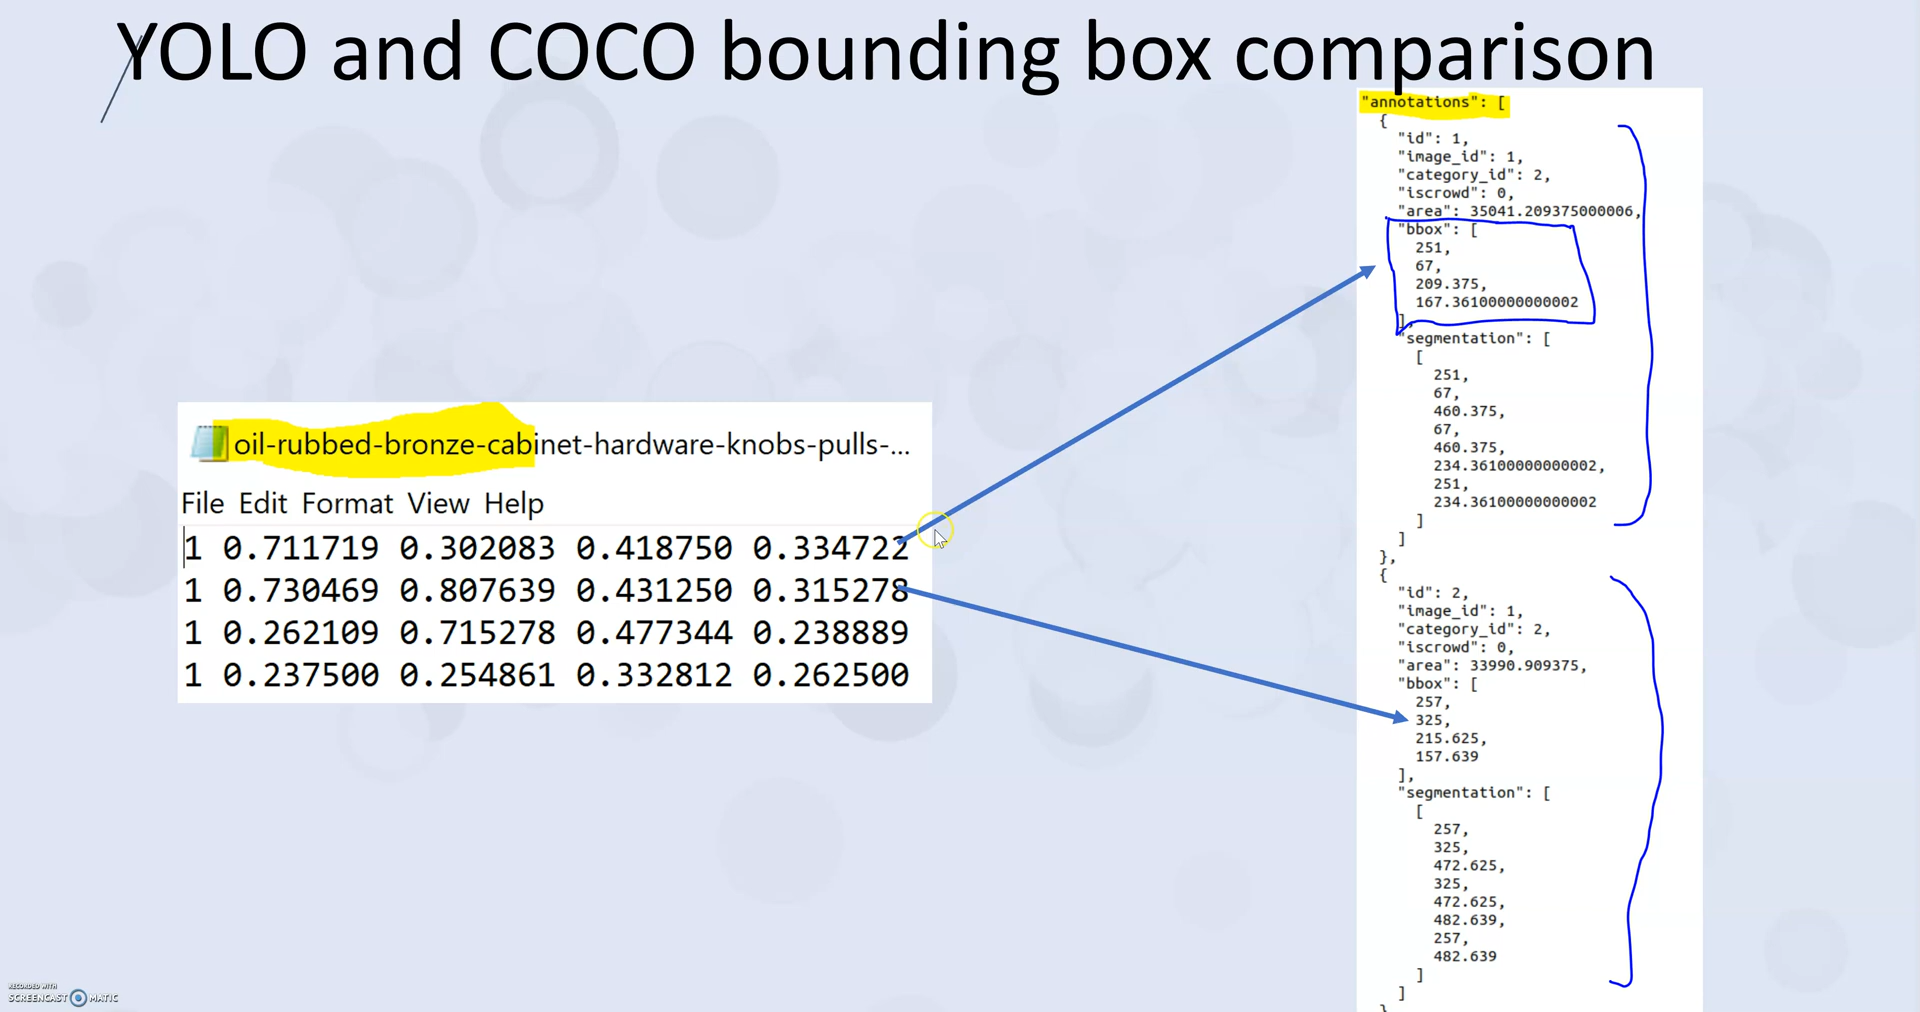 YOLO and COCO bounding box comparison
oil-rubbed-bronze-cabinet-hardware-knobs-pulls-...
File Edit Format View Help
1 0.711719 0.302083 0.418750 0.334722
1 0.730469 0.807639 0.431250 0.315278
1 0.262109 0.715278 0.477344 0.238889
1 0.237500 0.254861 0.332812 0.262500
"annotations": [
{
"id": 1,
"image_id": 1,
"category_id": 2,
"iscrowd": 0,
"area": 35041.209375000006,
"bbox": [
251,
67,
209.375,
167.36100000000002
],
"segmentation": [
[
251,
67,
460.375,
67,
460.375,
234.36100000000002,
251,
234.36100000000002
]
]
},
{
"id": 2,
"image_id": 1,
"category_id": 2,
"iscrowd": 0,
"area": 33990.909375,
"bbox": [
257,
325,
215.625,
157.639
],
"segmentation": [
[
257,
325,
472.625,
325,
472.625,
482.639,
257,
482.639
]
]
}
RECORDED WITH
SCREENCAST MATIC